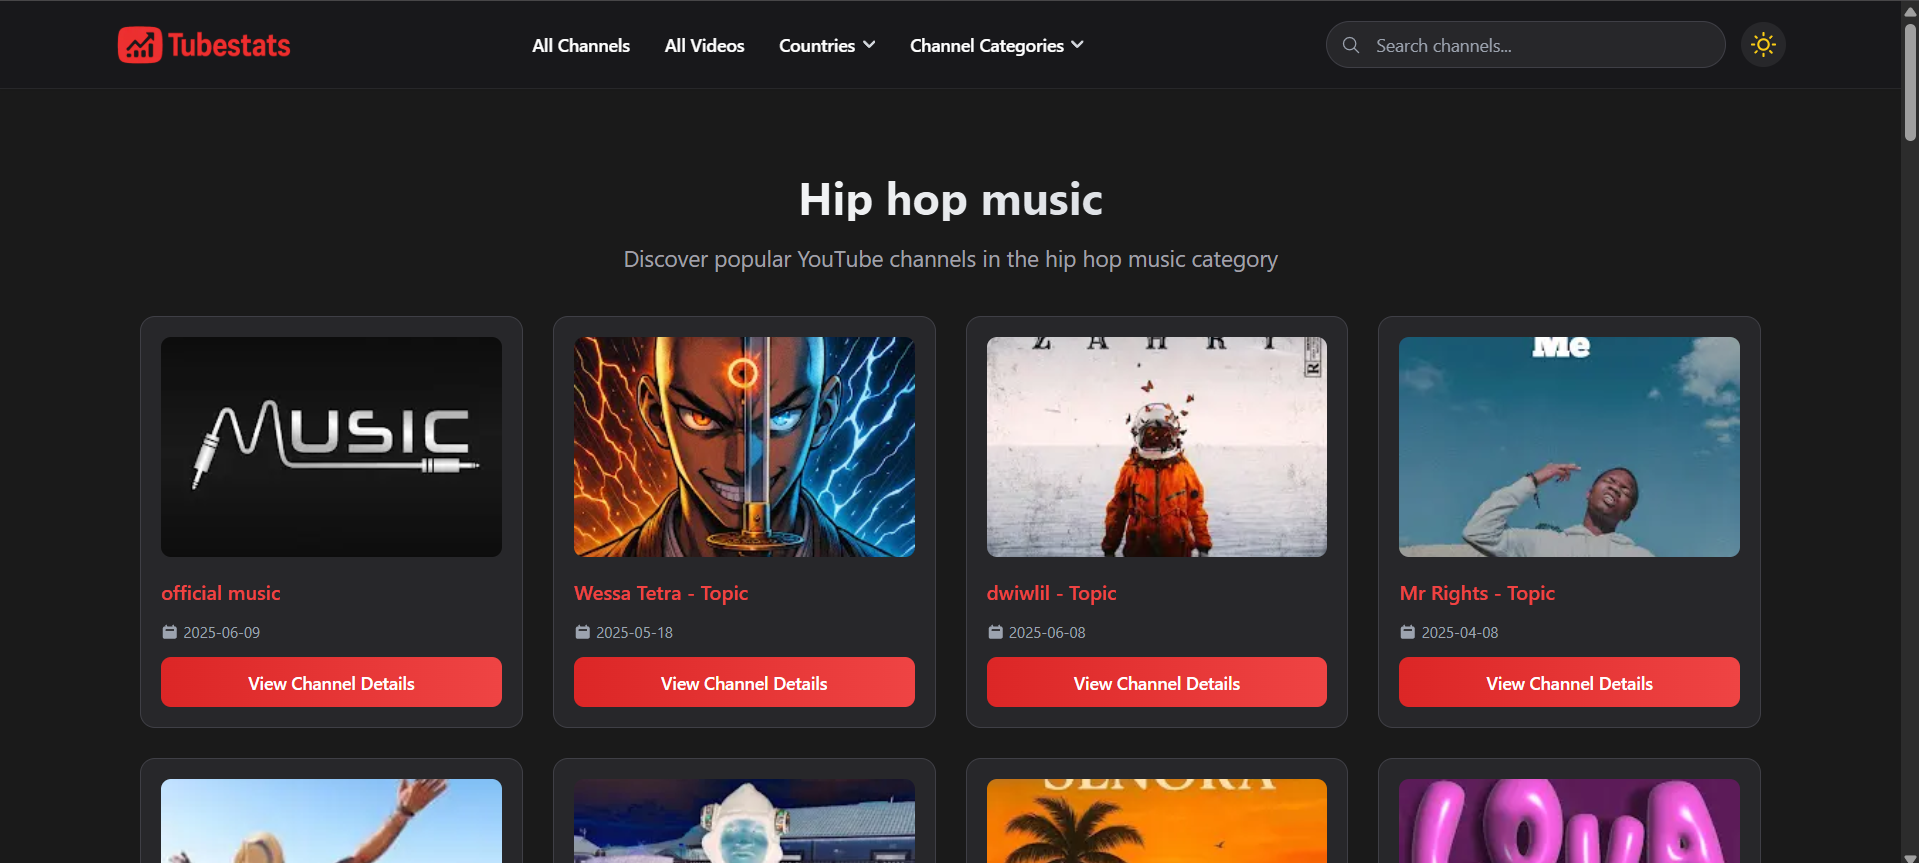 Tubestats
All Channels
All Videos
Countries
Channel Categories
Search channels...
Hip hop music
Discover popular YouTube channels in the hip hop music category
MUSIC
ZAHRI
R
Me
official music
Wessa Tetra - Topic
dwiwlil - Topic
Mr Rights - Topic
2025-06-09
2025-05-18
2025-06-08
2025-04-08
View Channel Details
View Channel Details
View Channel Details
View Channel Details
SENORA